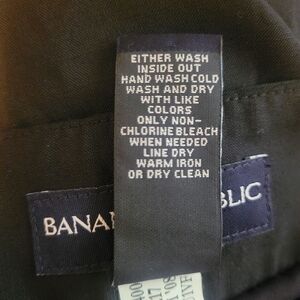 EITHER WASH
INSIDE OUT
HAND WASH COLD
WASH AND DRY
WITH LIKE
COLORS
ONLY NON-
CHLORINE BLEACH
WHEN NEEDED
LINE DRY
WARM IRON
OR DRY CLEAN
BANA BLIC